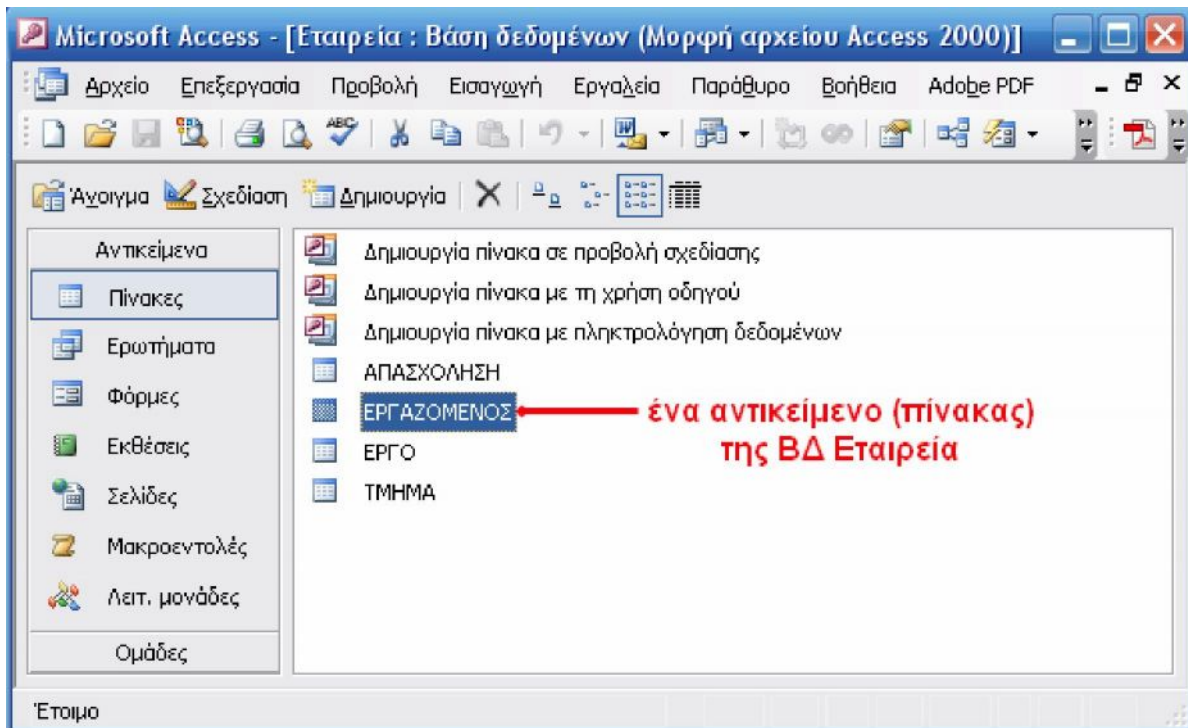 Microsoft Access - [Εταιρεία : Βάση δεδομένων (Μορφή αρχείου Access 2000)]
Αρχείο Επεξεργασία Προβολή Εισαγωγή Εργαλεία Παράθυρο Βοήθεια Adobe PDF
Άνοιγμα Σχεδίαση Δημιουργία
Αντικείμενα
Πίνακες
Ερωτήματα
Φόρμες
Εκθέσεις
Σελίδες
Μακροεντολές
Λειτ. μονάδες
Ομάδες
Δημιουργία πίνακα σε προβολή σχεδίασης
Δημιουργία πίνακα με τη χρήση οδηγού
Δημιουργία πίνακα με πληκτρολόγηση δεδομένων
ΑΠΑΣΧΟΛΗΣΗ
ΕΡΓΑΖΟΜΕΝΟΣ
ΕΡΓΟ
ΤΜΗΜΑ
ένα αντικείμενο (πίνακας)
της ΒΔ Εταιρεία
Έτοιμο